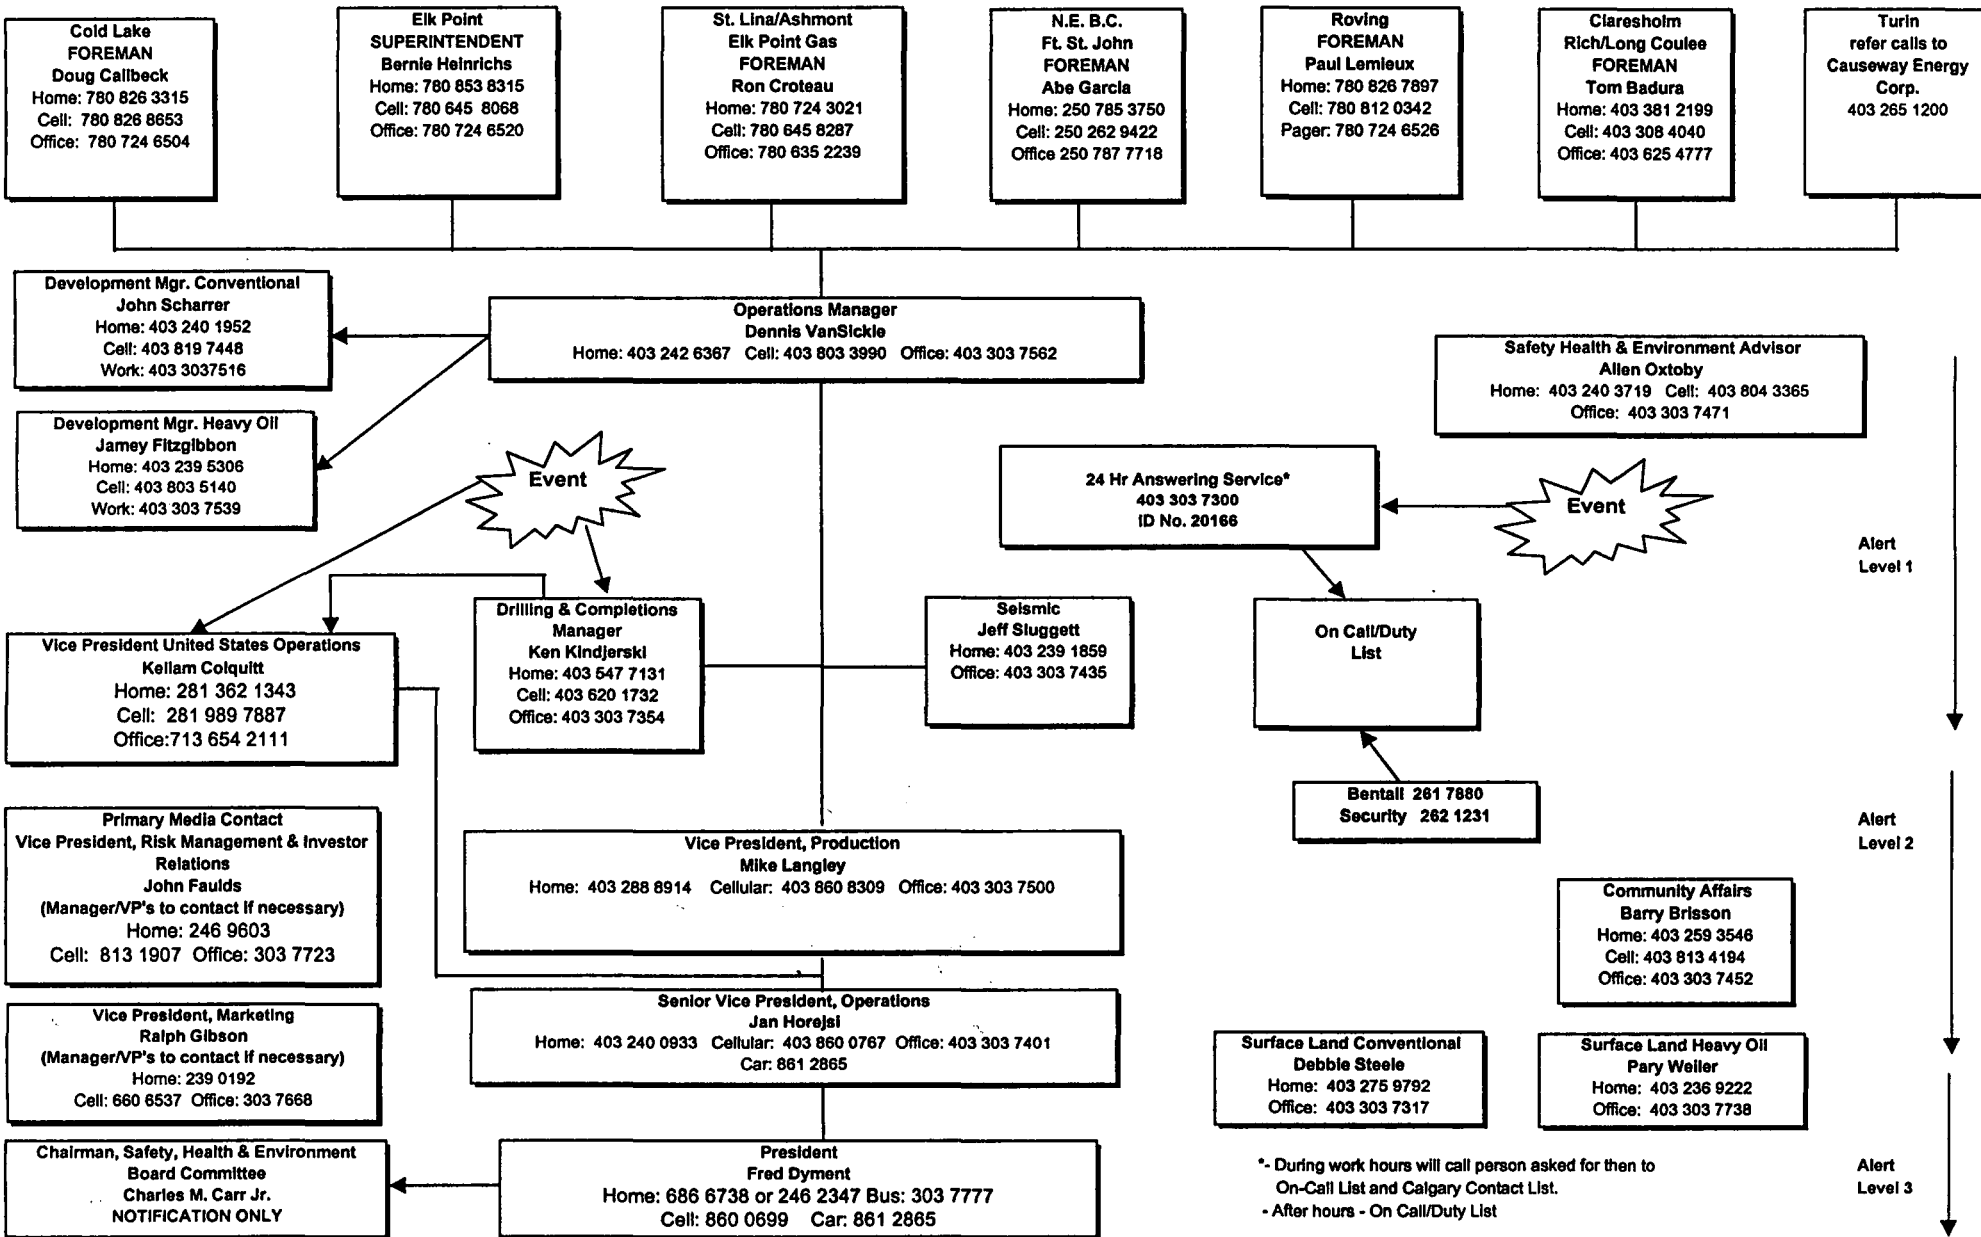 Cold Lake
FOREMAN
Doug Callbeck
Home: 780 826 3315
Cell: 780 826 8653
Office: 780 724 6504
Elk Point
SUPERINTENDENT
Bernie Heinrichs
Home: 780 853 8315
Cell: 780 645 8068
Office: 780 724 6520
St. Lina/Ashmont
Elk Point Gas
FOREMAN
Ron Croteau
Home: 780 724 3021
Cell: 780 645 8287
Office: 780 635 2239
N.E. B.C.
Ft. St. John
FOREMAN
Abe Garcia
Home: 250 785 3750
Cell: 250 262 9422
Office 250 787 7718
Roving
FOREMAN
Paul Lemieux
Home: 780 826 7897
Cell: 780 812 0342
Pager: 780 724 6526
Claresholm
Rich/Long Coulee
FOREMAN
Tom Badura
Home: 403 381 2199
Cell: 403 308 4040
Office: 403 625 4777
Turin
refer calls to
Causeway Energy
Corp.
403 265 1200
Development Mgr. Conventional
John Scharrer
Home: 403 240 1952
Cell: 403 819 7448
Work: 403 3037516
Operations Manager
Dennis VanSickle
Home: 403 242 6367 Cell: 403 803 3990 Office: 403 303 7562
Safety Health & Environment Advisor
Allen Oxtoby
Home: 403 240 3719 Cell: 403 804 3365
Office: 403 303 7471
Development Mgr. Heavy Oil
Jamey Fitzgibbon
Home: 403 239 5306
Cell: 403 803 5140
Work: 403 303 7539
Event
24 Hr Answering Service*
403 303 7300
ID No. 20166
Event
Alert
Level 1
Vice President United States Operations
Kellam Colquitt
Home: 281 362 1343
Cell: 281 989 7887
Office:713 654 2111
Drilling & Completions
Manager
Ken Kindjerski
Home: 403 547 7131
Cell: 403 620 1732
Office: 403 303 7354
Seismic
Jeff Sluggett
Home: 403 239 1859
Office: 403 303 7435
On Call/Duty
List
Bentall 261 7880
Security 262 1231
Alert
Level 2
Primary Media Contact
Vice President, Risk Management & Investor
Relations
John Faulds
(Manager/VP's to contact if necessary)
Home: 246 9603
Cell: 813 1907 Office: 303 7723
Vice President, Production
Mike Langley
Home: 403 288 8914 Cellular: 403 860 8309 Office: 403 303 7500
Community Affairs
Barry Brisson
Home: 403 259 3546
Cell: 403 813 4194
Office: 403 303 7452
Vice President, Marketing
Ralph Gibson
(Manager/VP's to contact if necessary)
Home: 239 0192
Cell: 660 6537 Office: 303 7668
Senior Vice President, Operations
Jan Horejsi
Home: 403 240 0933 Cellular: 403 860 0767 Office: 403 303 7401
Car: 861 2865
Surface Land Conventional
Debbie Steele
Home: 403 275 9792
Office: 403 303 7317
Surface Land Heavy Oil
Pary Weiler
Home: 403 236 9222
Office: 403 303 7738
Chairman, Safety, Health & Environment
Board Committee
Charles M. Carr Jr.
NOTIFICATION ONLY
President
Fred Dyment
Home: 686 6738 or 246 2347 Bus: 303 7777
Cell: 860 0699 Car: 861 2865
*- During work hours will call person asked for then to
On-Call List and Calgary Contact List.
- After hours - On Call/Duty List
Alert
Level 3